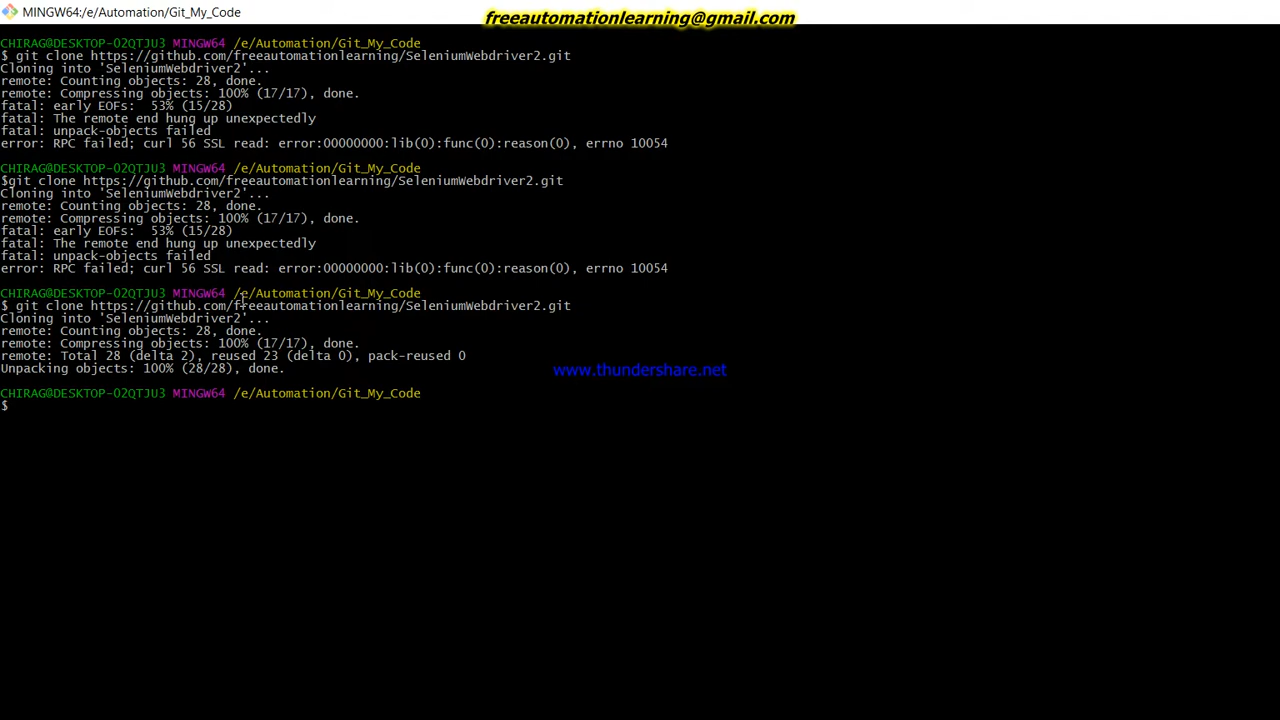 MINGW64:/e/Automation/Git_My_Code
freeautomationlearning@gmail.com
CHIRAG@DESKTOP-02QTJU3 MINGW64 /e/Automation/Git_My_Code
$ git clone https://github.com/freeautomationlearning/SeleniumWebdriver2.git
Cloning into 'SeleniumWebdriver2'...
remote: Counting objects: 28, done.
remote: Compressing objects: 100% (17/17), done.
fatal: early EOFs:  53% (15/28)
fatal: The remote end hung up unexpectedly
fatal: unpack-objects failed
error: RPC failed; curl 56 SSL read: error:00000000:lib(0):func(0):reason(0), errno 10054
CHIRAG@DESKTOP-02QTJU3 MINGW64 /e/Automation/Git_My_Code
$git clone https://github.com/freeautomationlearning/SeleniumWebdriver2.git
Cloning into 'SeleniumWebdriver2'...
remote: Counting objects: 28, done.
remote: Compressing objects: 100% (17/17), done.
fatal: early EOFs:  53% (15/28)
fatal: The remote end hung up unexpectedly
fatal: unpack-objects failed
error: RPC failed; curl 56 SSL read: error:00000000:lib(0):func(0):reason(0), errno 10054
CHIRAG@DESKTOP-02QTJU3 MINGW64 /e/Automation/Git_My_Code
$ git clone https://github.com/freeautomationlearning/SeleniumWebdriver2.git
Cloning into 'SeleniumWebdriver2'...
remote: Counting objects: 28, done.
remote: Compressing objects: 100% (17/17), done.
remote: Total 28 (delta 2), reused 23 (delta 0), pack-reused 0
Unpacking objects: 100% (28/28), done.
www.thundershare.net
CHIRAG@DESKTOP-02QTJU3 MINGW64 /e/Automation/Git_My_Code
$